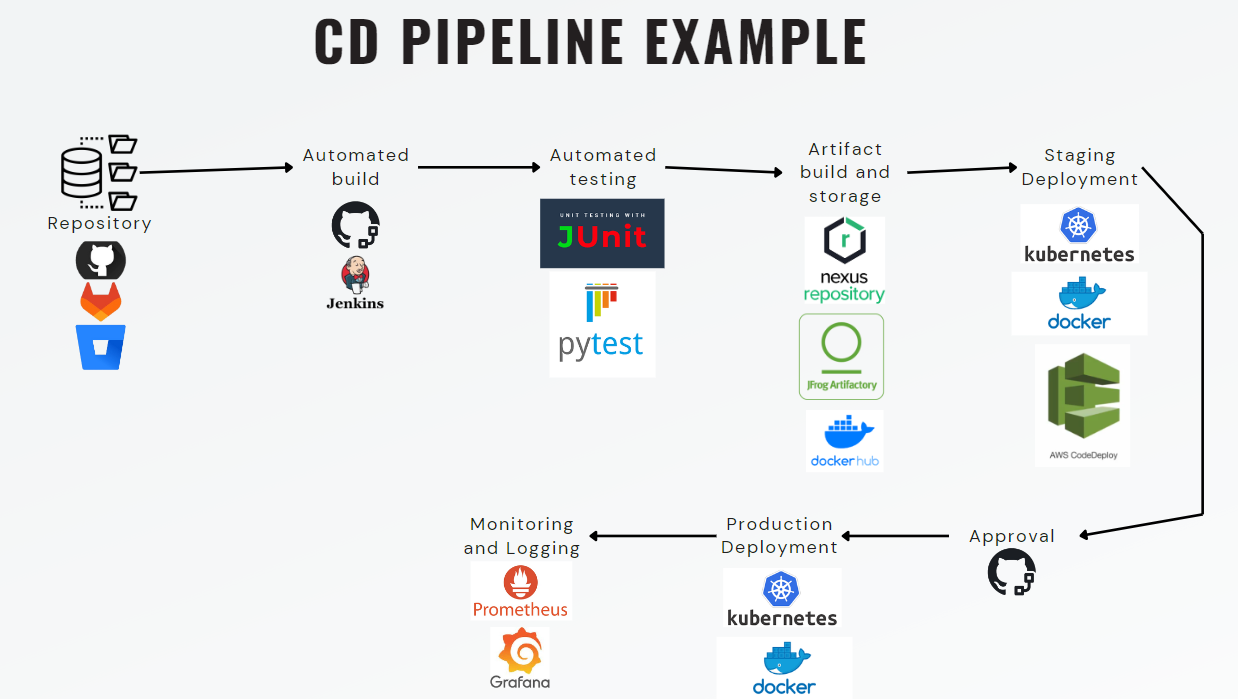 CD PIPELINE EXAMPLE
Repository
Automated
build
Jenkins
Automated
testing
UNIT TESTING WITH
JUnit
pytest
Artifact
build and
storage
nexus
repository
JFrog Artifactory
dockerhub
Staging
Deployment
kubernetes
docker
AWS CodeDeploy
Approval
Production
Deployment
kubernetes
docker
Monitoring
and Logging
Prometheus
Grafana